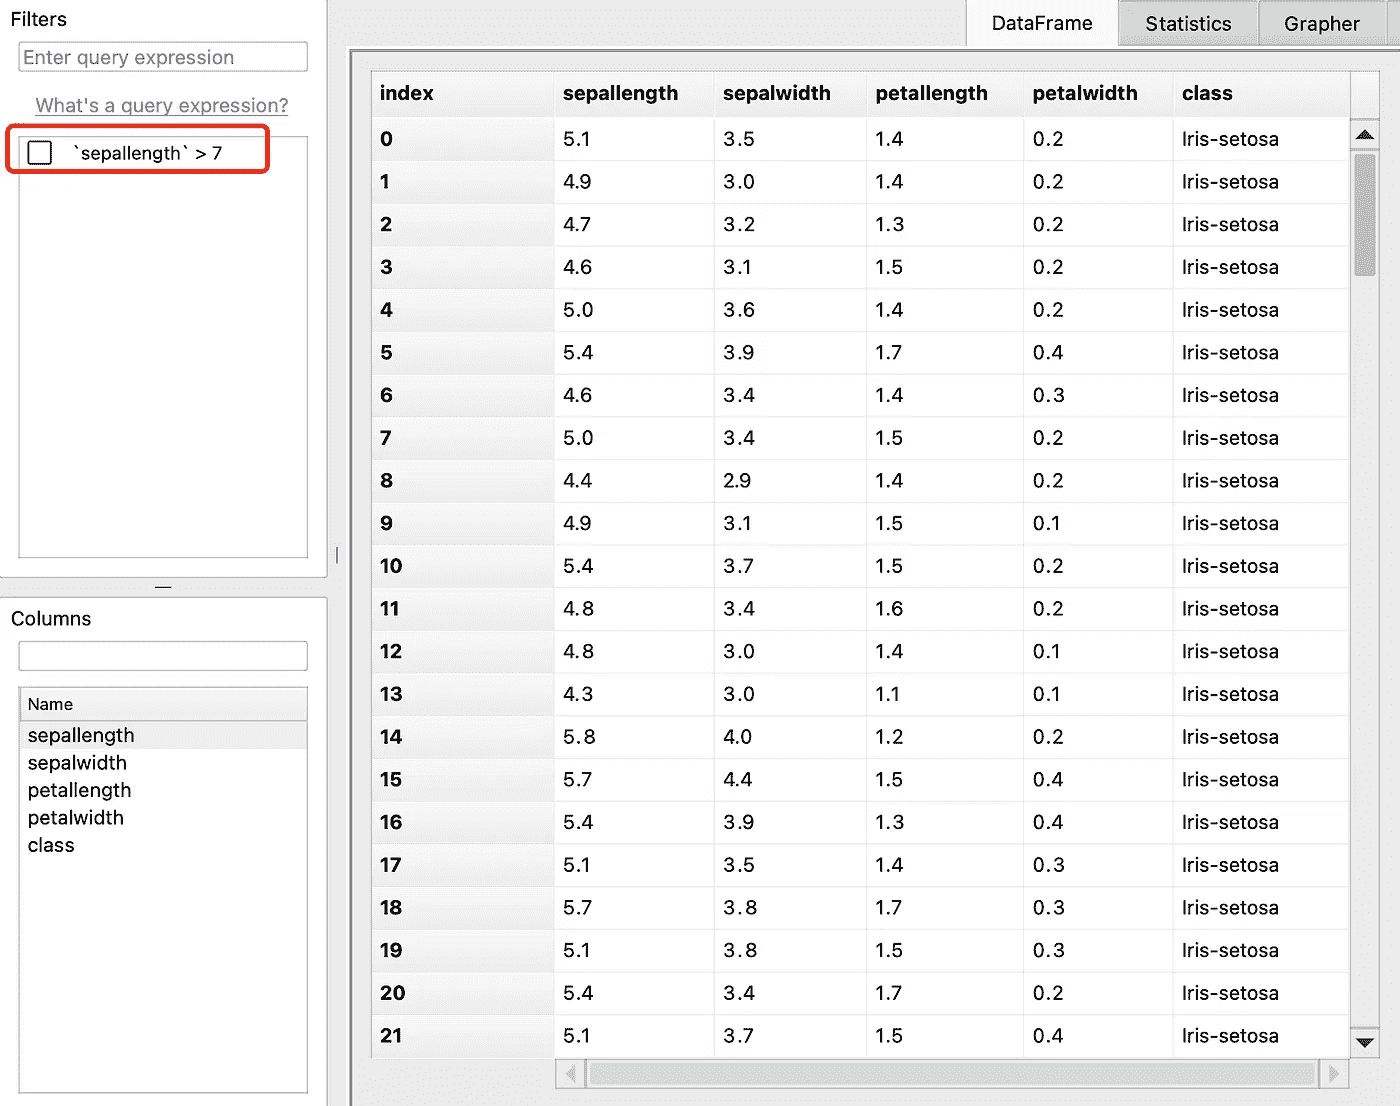 Filters
Enter query expression
What's a query expression?
`sepallength` > 7
Columns
Name
sepallength
sepalwidth
petallength
petalwidth
class
DataFrame Statistics Grapher
index sepallength sepalwidth petallength petalwidth class
0 5.1 3.5 1.4 0.2 Iris-setosa
1 4.9 3.0 1.4 0.2 Iris-setosa
2 4.7 3.2 1.3 0.2 Iris-setosa
3 4.6 3.1 1.5 0.2 Iris-setosa
4 5.0 3.6 1.4 0.2 Iris-setosa
5 5.4 3.9 1.7 0.4 Iris-setosa
6 4.6 3.4 1.4 0.3 Iris-setosa
7 5.0 3.4 1.5 0.2 Iris-setosa
8 4.4 2.9 1.4 0.2 Iris-setosa
9 4.9 3.1 1.5 0.1 Iris-setosa
10 5.4 3.7 1.5 0.2 Iris-setosa
11 4.8 3.4 1.6 0.2 Iris-setosa
12 4.8 3.0 1.4 0.1 Iris-setosa
13 4.3 3.0 1.1 0.1 Iris-setosa
14 5.8 4.0 1.2 0.2 Iris-setosa
15 5.7 4.4 1.5 0.4 Iris-setosa
16 5.4 3.9 1.3 0.4 Iris-setosa
17 5.1 3.5 1.4 0.3 Iris-setosa
18 5.7 3.8 1.7 0.3 Iris-setosa
19 5.1 3.8 1.5 0.3 Iris-setosa
20 5.4 3.4 1.7 0.2 Iris-setosa
21 5.1 3.7 1.5 0.4 Iris-setosa